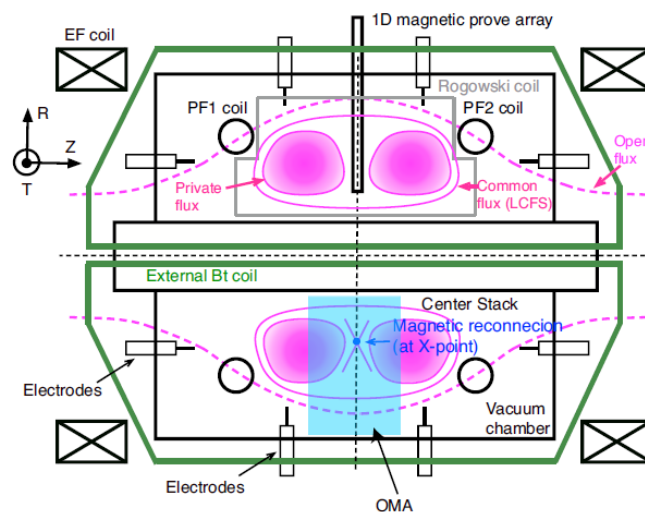 1D magnetic prove array
EF coil
Rogowski coil
PF1 coil
PF2 coil
R
Z
T
Open
flux
Private
flux
Common
flux (LCFS)
External Bt coil
Center Stack
Magnetic reconnecion
(at X-point)
Electrodes
Vacuum
chamber
Electrodes
OMA